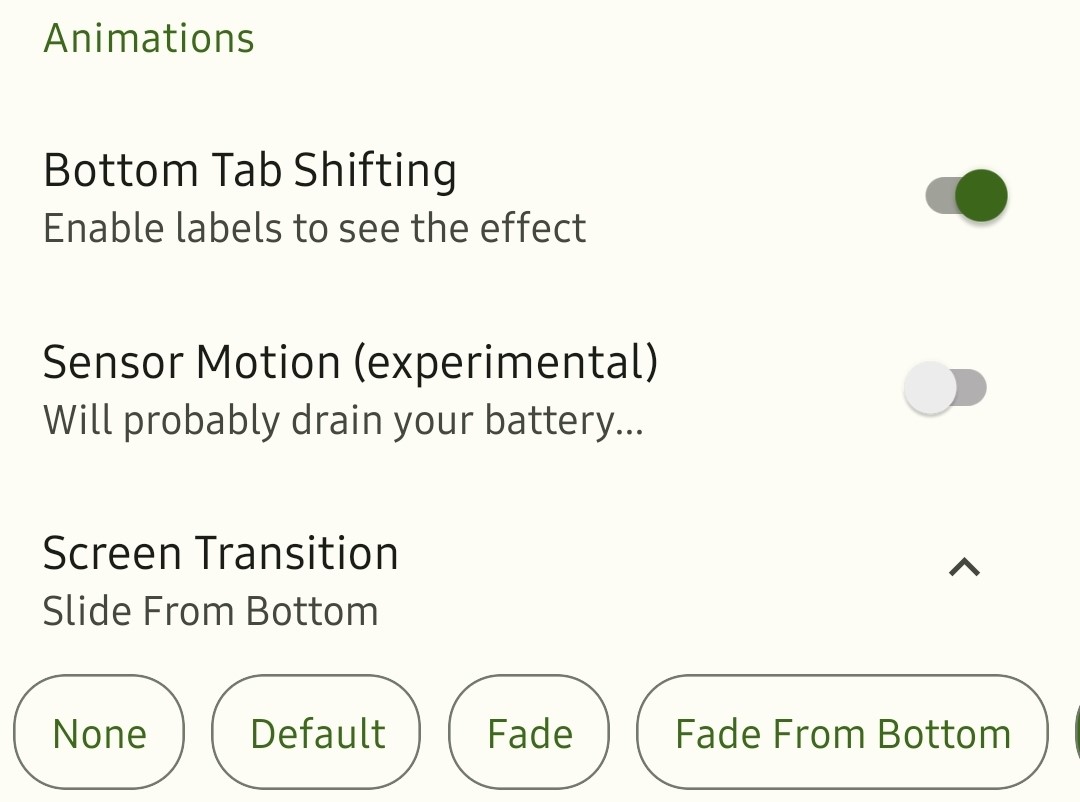 Animations
Bottom Tab Shifting
Enable labels to see the effect
Sensor Motion (experimental)
Will probably drain your battery...
Screen Transition
Slide From Bottom
None Default Fade Fade From Bottom